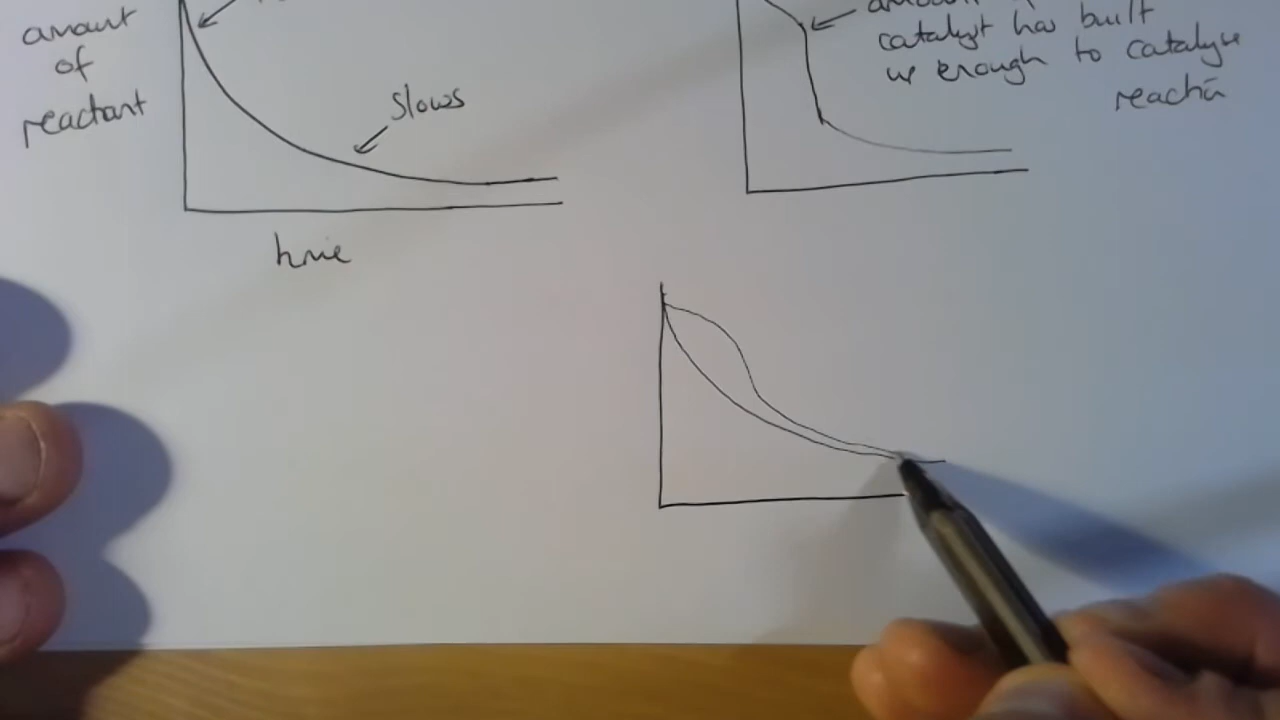 amount
of
reactant
slows
time
catalyst has built
up enough to catalyse
reaction